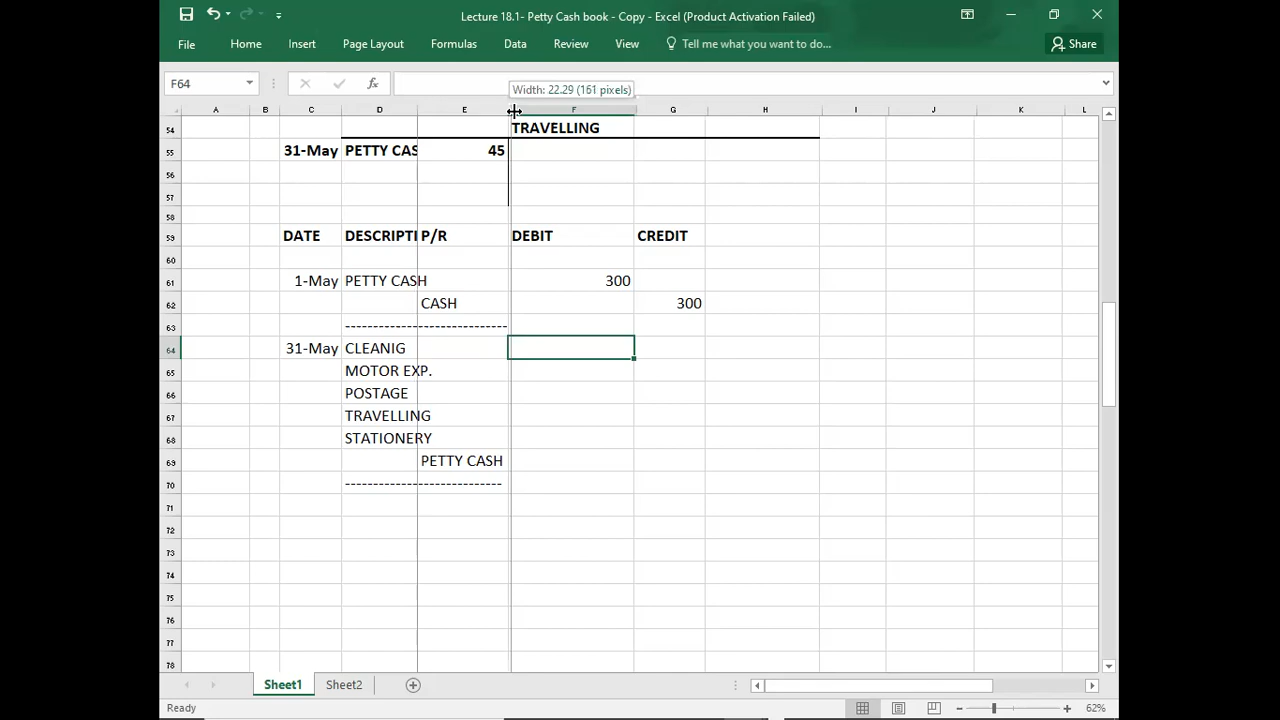 Lecture 18.1- Petty Cash book - Copy - Excel (Product Activation Failed)
File Home Insert Page Layout Formulas Data Review View Tell me what you want to do... Share
F64 fx
Width: 22.29 (161 pixels)
A B C D E F G H I J K L
54 TRAVELLING
55 31-May PETTY CAS 45
56
57
58
59 DATE DESCRIPTI P/R DEBIT CREDIT
60
61 1-May PETTY CASH 300
62 CASH 300
63 -----------------------------
64 31-May CLEANIG
65 MOTOR EXP.
66 POSTAGE
67 TRAVELLING
68 STATIONERY
69 PETTY CASH
70 ----------------------------
71
72
73
74
75
76
77
78
Sheet1 Sheet2
Ready 62%